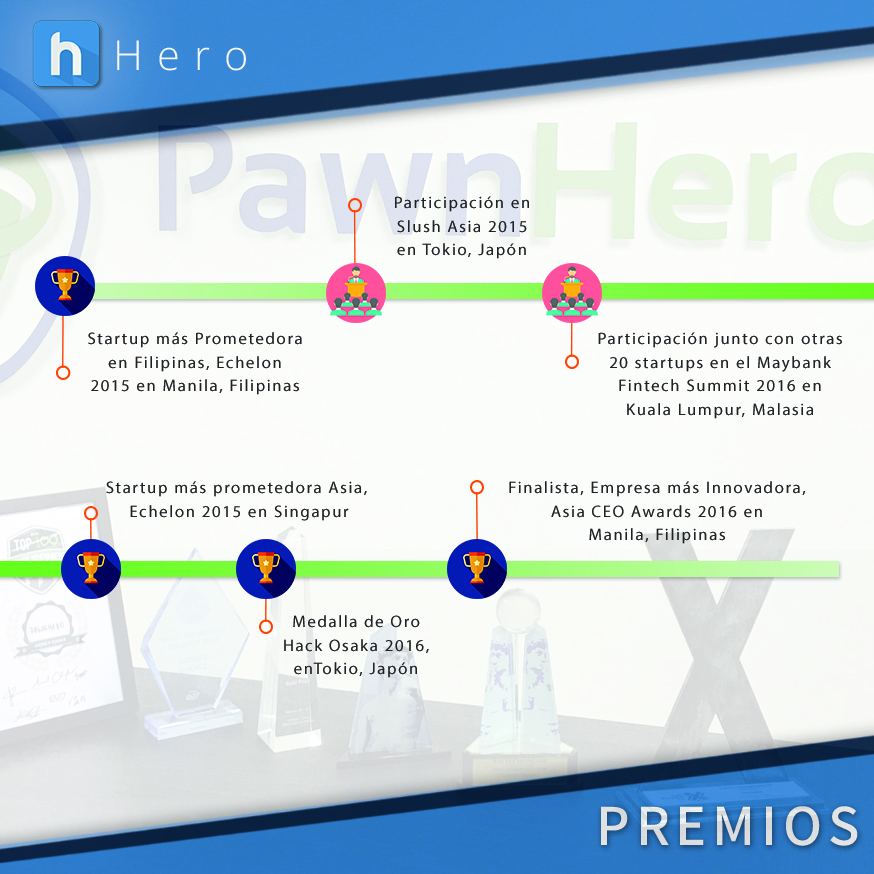 h Hero
PawnHero
Participación en
Slush Asia 2015
en Tokio, Japón
Startup más Prometedora
en Filipinas, Echelon
2015 en Manila, Filipinas
Participación junto con otras
20 startups en el Maybank
Fintech Summit 2016 en
Kuala Lumpur, Malasia
Startup más prometedora Asia,
Echelon 2015 en Singapur
Finalista, Empresa más Innovadora,
Asia CEO Awards 2016 en
Manila, Filipinas
Medalla de Oro
Hack Osaka 2016,
enTokio, Japón
TOP100
PREMIOS